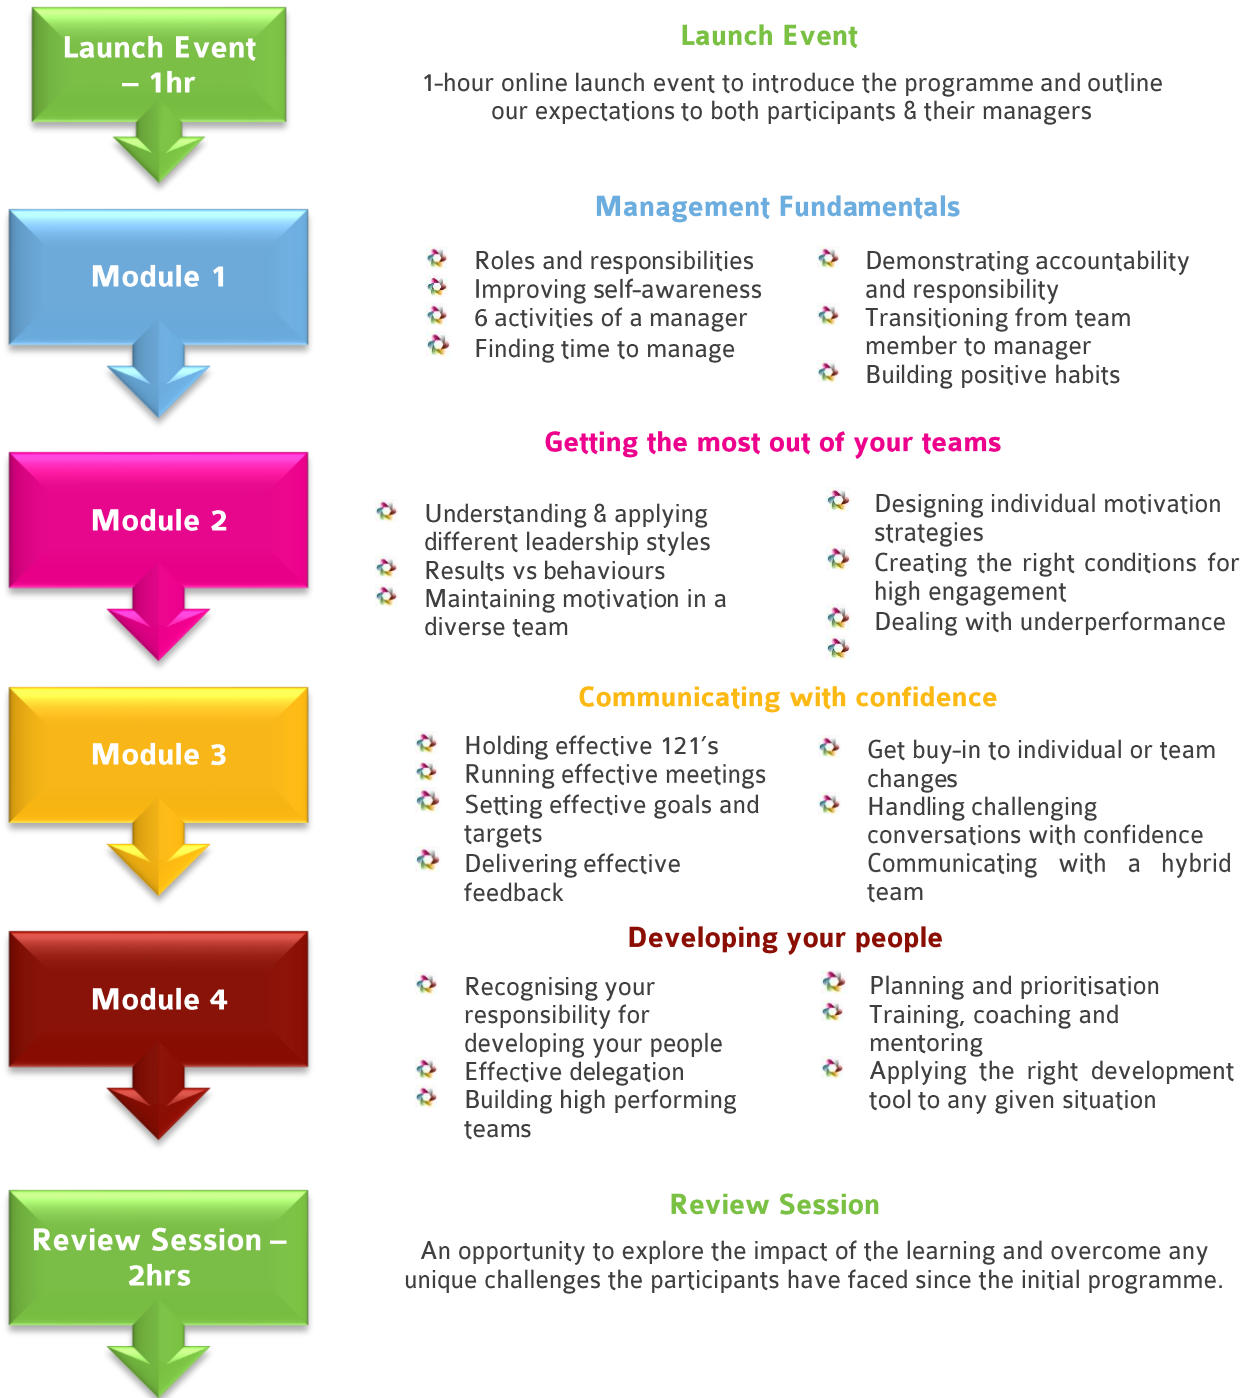 Launch Event
– 1hr
Launch Event
1-hour online launch event to introduce the programme and outline
our expectations to both participants & their managers
Module 1
Management Fundamentals
Roles and responsibilities
Improving self-awareness
6 activities of a manager
Finding time to manage
Demonstrating accountability
and responsibility
Transitioning from team
member to manager
Building positive habits
Module 2
Getting the most out of your teams
Understanding & applying
different leadership styles
Results vs behaviours
Maintaining motivation in a
diverse team
Designing individual motivation
strategies
Creating the right conditions for
high engagement
Dealing with underperformance
Module 3
Communicating with confidence
Holding effective 121's
Running effective meetings
Setting effective goals and
targets
Delivering effective
feedback
Get buy-in to individual or team
changes
Handling challenging
conversations with confidence
Communicating with a hybrid
team
Module 4
Developing your people
Recognising your
responsibility for
developing your people
Effective delegation
Building high performing
teams
Planning and prioritisation
Training, coaching and
mentoring
Applying the right development
tool to any given situation
Review Session –
2hrs
Review Session
An opportunity to explore the impact of the learning and overcome any
unique challenges the participants have faced since the initial programme.